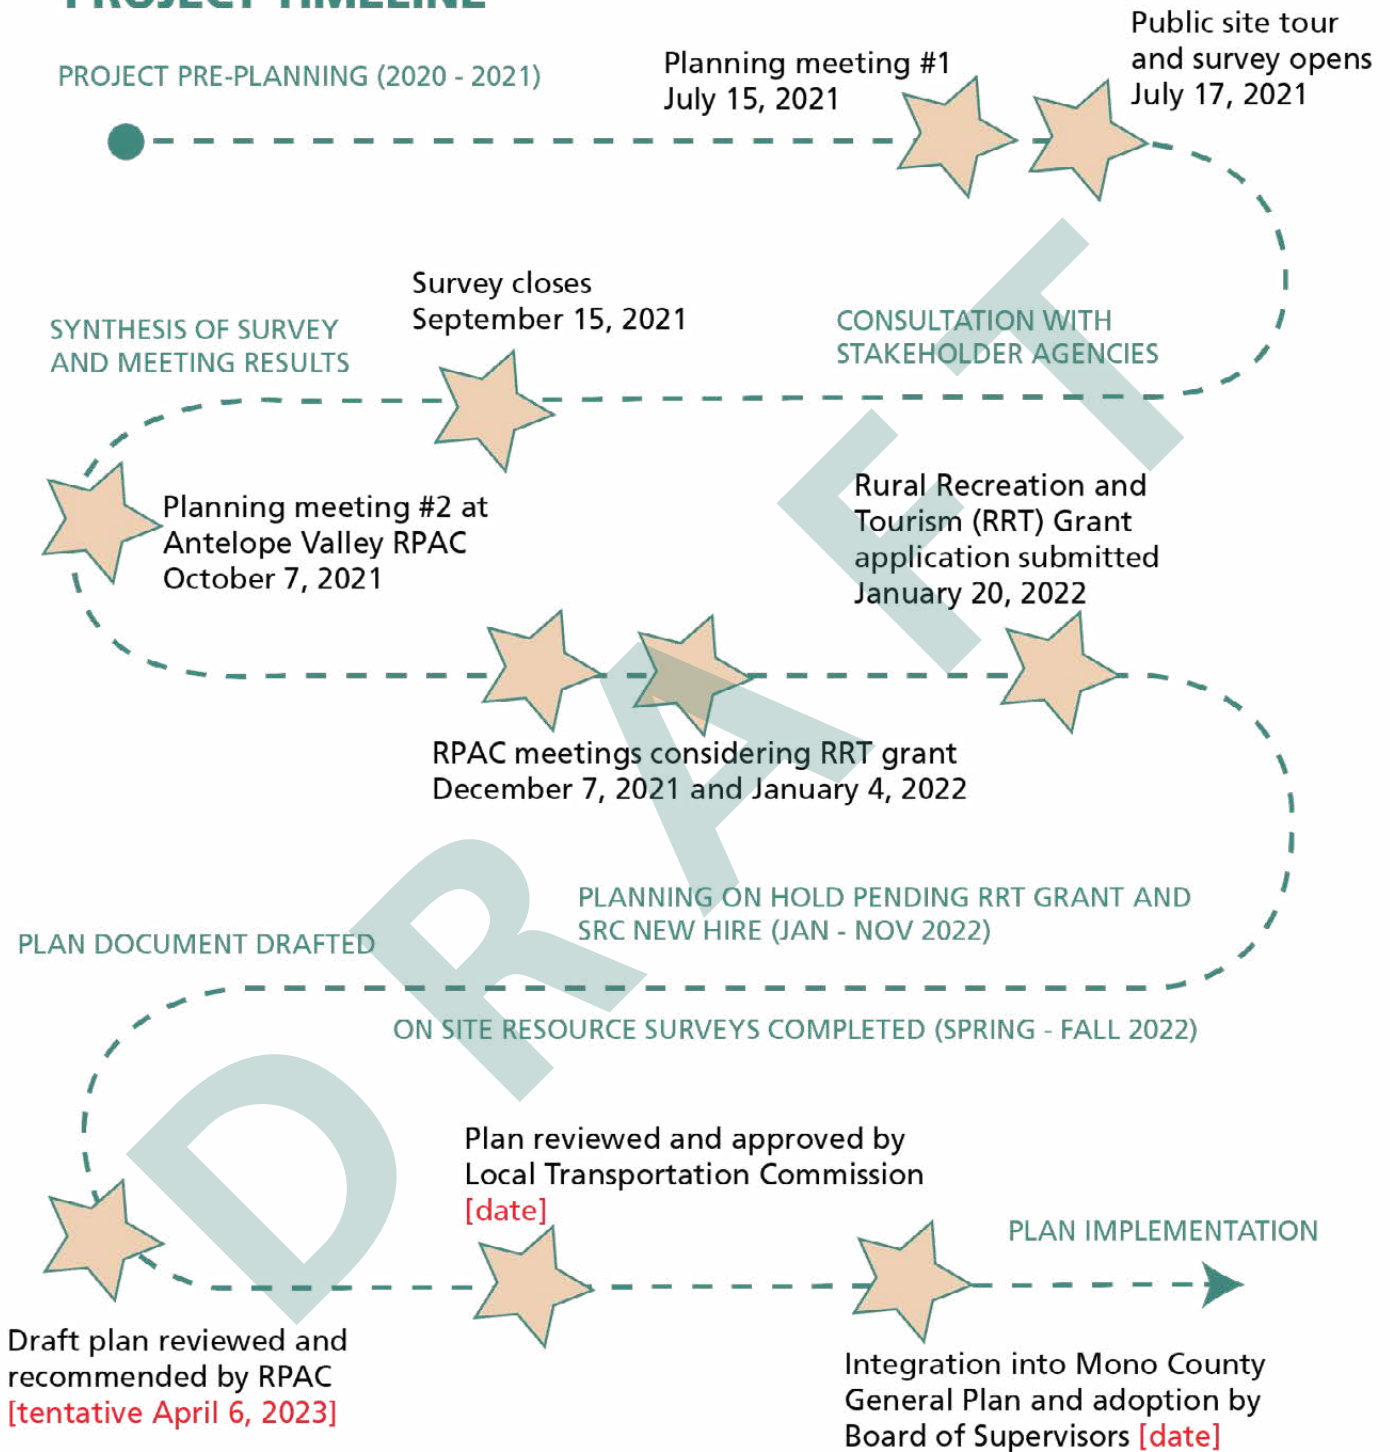 PROJECT TIMELINE
PROJECT PRE-PLANNING (2020 - 2021)
Planning meeting #1
July 15, 2021
Public site tour
and survey opens
July 17, 2021
CONSULTATION WITH
STAKEHOLDER AGENCIES
Survey closes
September 15, 2021
SYNTHESIS OF SURVEY
AND MEETING RESULTS
Planning meeting #2 at
Antelope Valley RPAC
October 7, 2021
RPAC meetings considering RRT grant
December 7, 2021 and January 4, 2022
Rural Recreation and
Tourism (RRT) Grant
application submitted
January 20, 2022
PLANNING ON HOLD PENDING RRT GRANT AND
SRC NEW HIRE (JAN - NOV 2022)
ON SITE RESOURCE SURVEYS COMPLETED (SPRING - FALL 2022)
PLAN DOCUMENT DRAFTED
Draft plan reviewed and
recommended by RPAC
[tentative April 6, 2023]
Plan reviewed and approved by
Local Transportation Commission
[date]
Integration into Mono County
General Plan and adoption by
Board of Supervisors [date]
PLAN IMPLEMENTATION
DRAFT